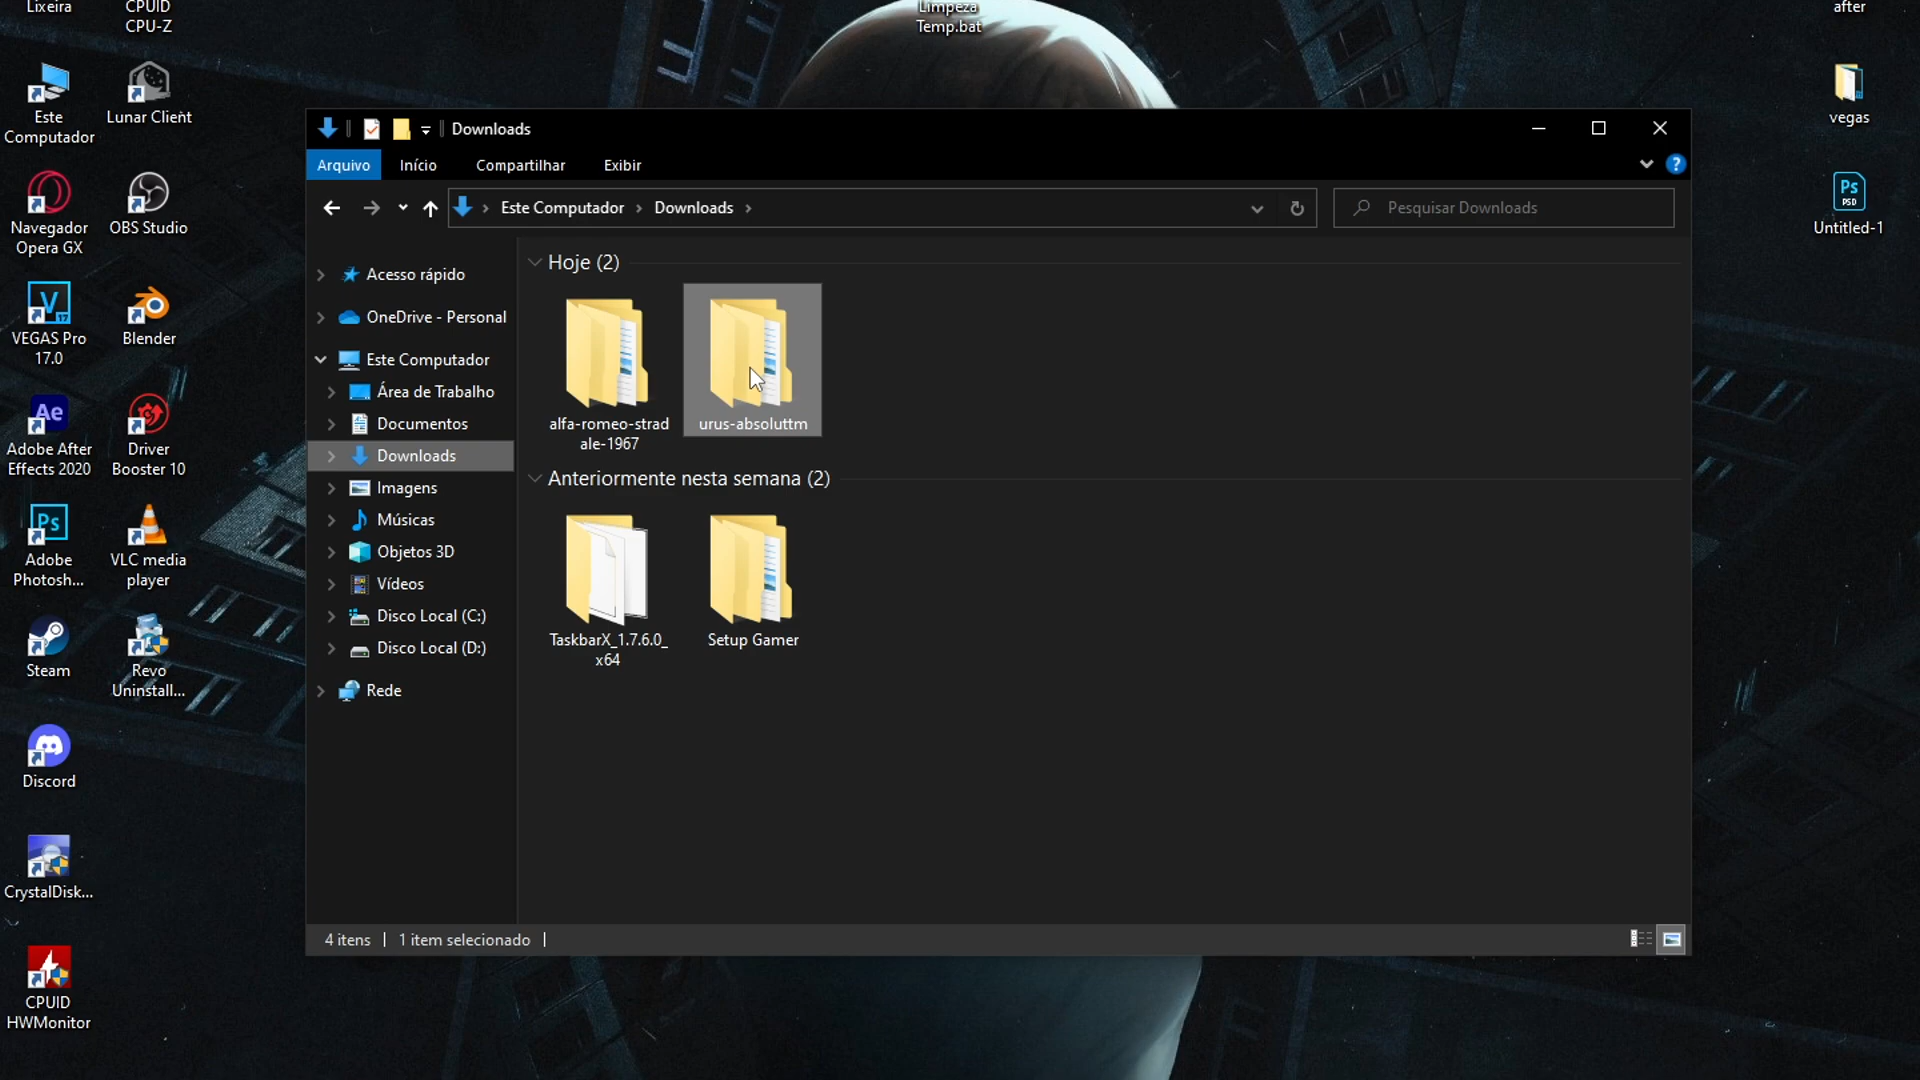 Lixeira
CPUID
CPU-Z
Este
Computador
Lunar Client
Navegador
Opera GX
OBS Studio
VEGAS Pro
17.0
Blender
Ae
Adobe After
Effects 2020
Driver
Booster 10
Ps
Adobe
Photosh...
VLC media
player
Steam
Revo
Uninstall...
Discord
CrystalDisk...
CPUID
HWMonitor
Limpeza
Temp.bat
after
vegas
Ps
PSD
Untitled-1
Downloads
Arquivo
Início
Compartilhar
Exibir
?
Este Computador
Downloads
Pesquisar Downloads
Acesso rápido
OneDrive - Personal
Este Computador
Área de Trabalho
Documentos
Downloads
Imagens
Músicas
Objetos 3D
Vídeos
Disco Local (C:)
Disco Local (D:)
Rede
Hoje (2)
alfa-romeo-strad
ale-1967
urus-absoluttm
Anteriormente nesta semana (2)
TaskbarX_1.7.6.0_
x64
Setup Gamer
4 itens
1 item selecionado